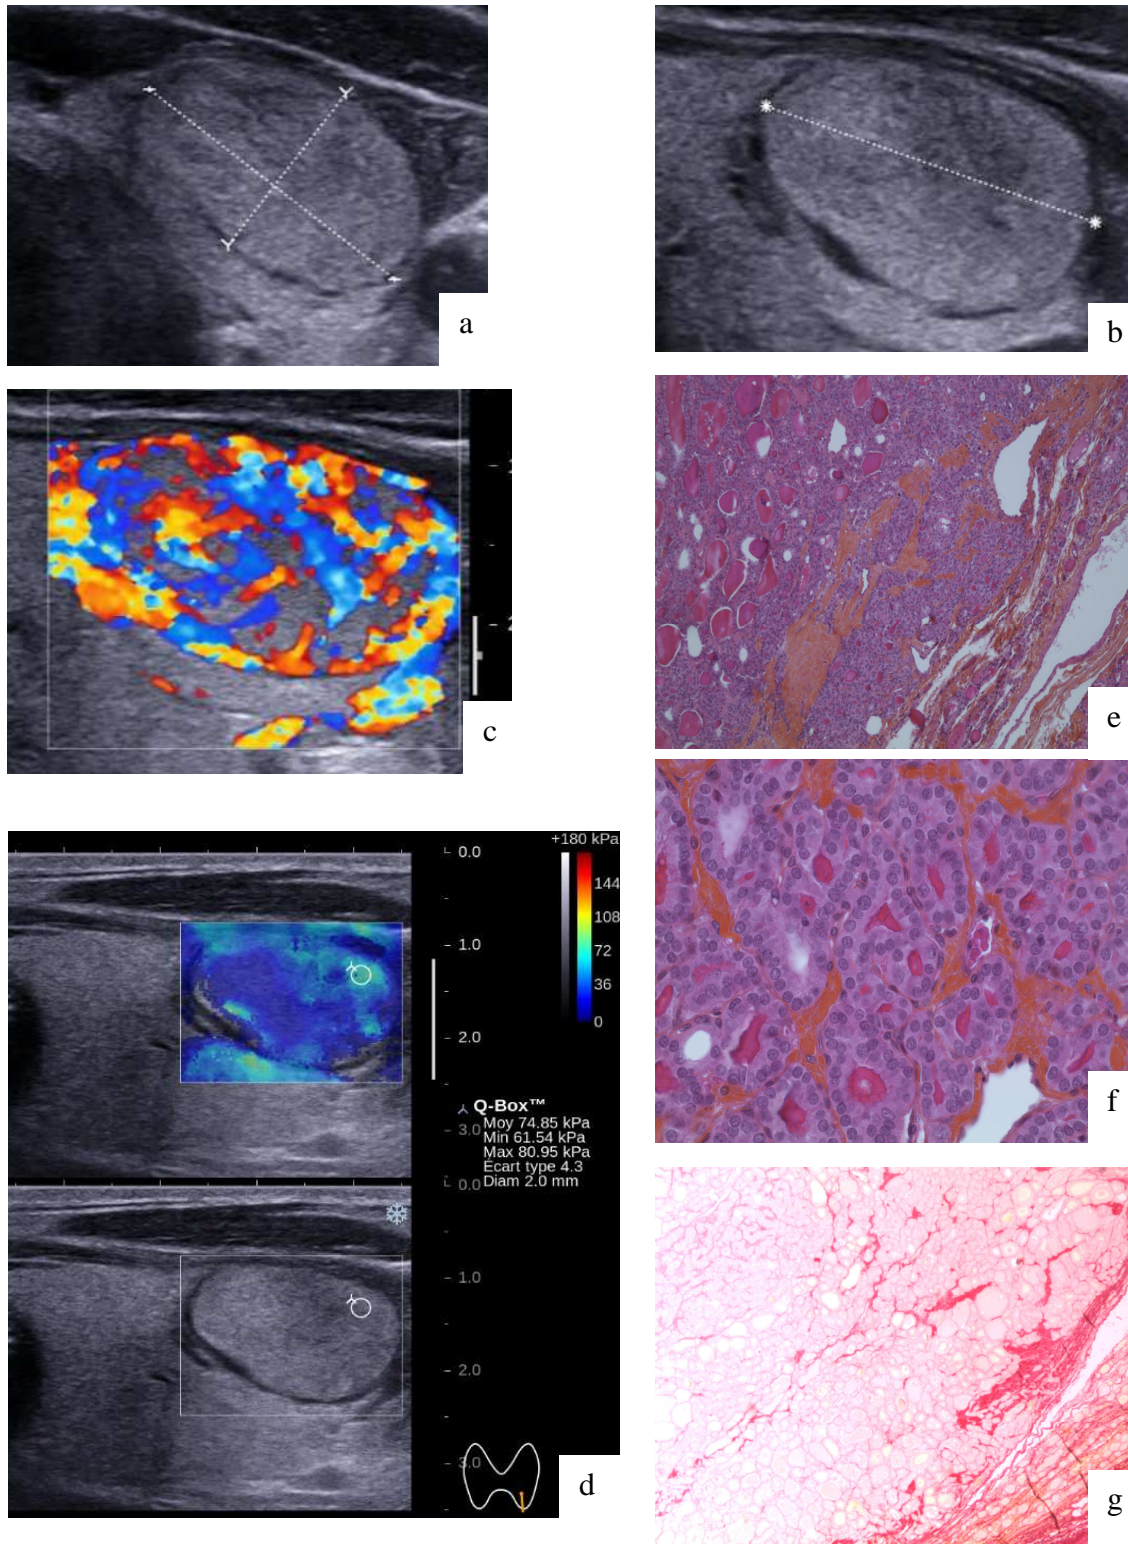 a
b
c
e
f
g
+180 kPa
144
108
72
36
0
0.0
1.0
2.0
3.0
Q-Box™
Moy 74.85 kPa
Min 61.54 kPa
Max 80.95 kPa
Écart type 4.3
Diam 2.0 mm
0.0
1.0
2.0
3.0
d